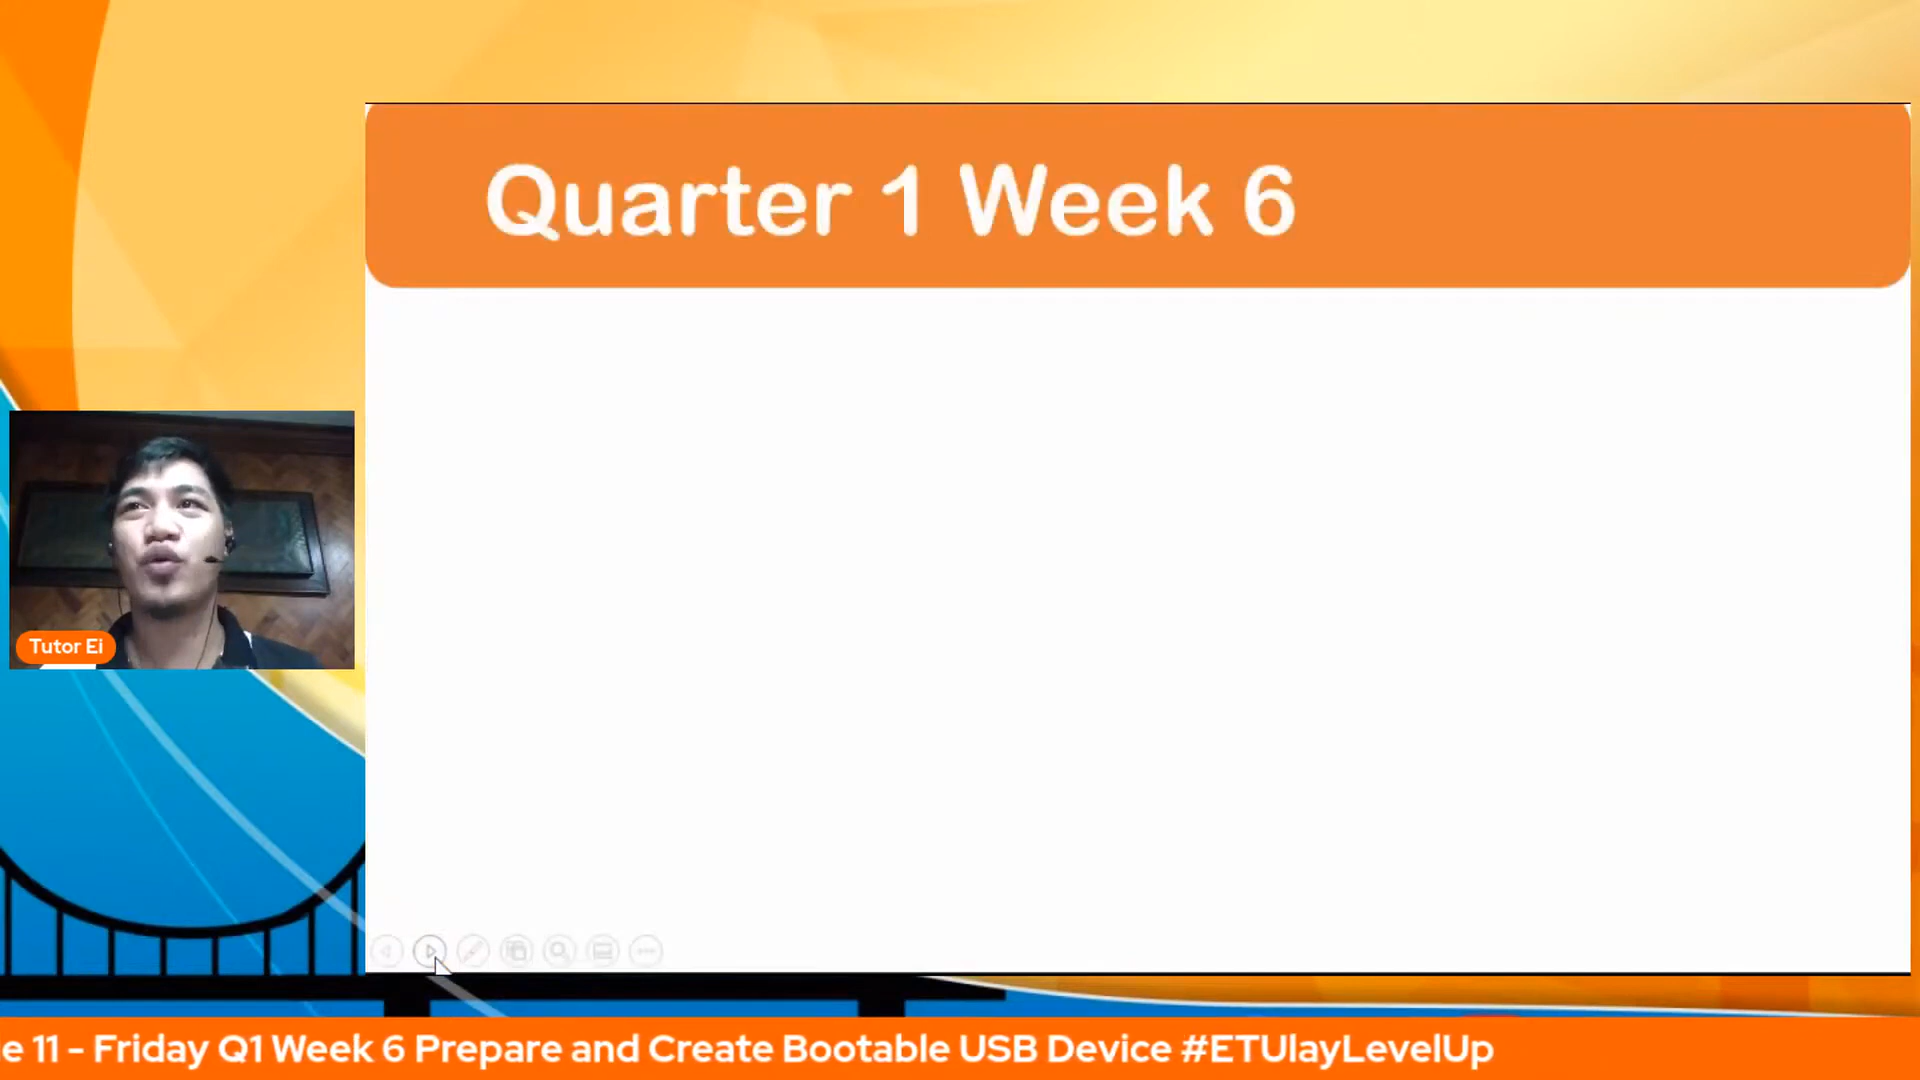 Quarter 1 Week 6
Tutor Ei
e 11 - Friday Q1 Week 6 Prepare and Create Bootable USB Device #ETUlayLevelUp